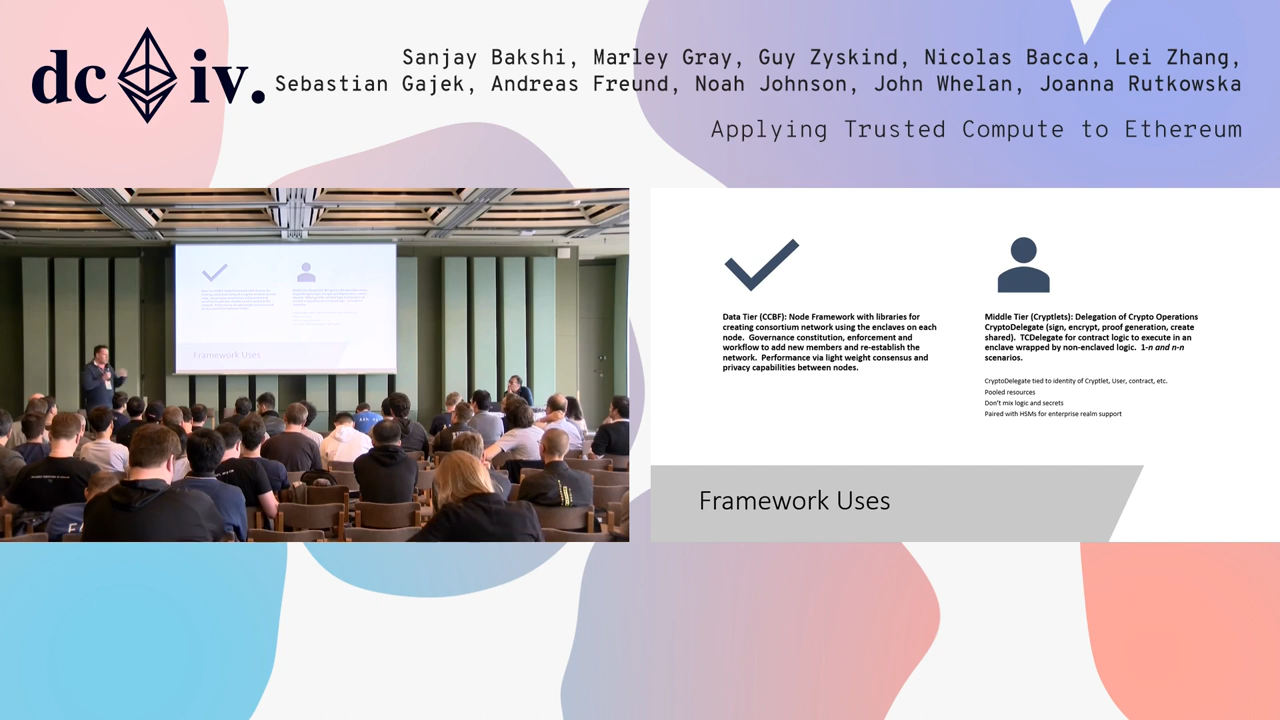 dc iv.
Sanjay Bakshi, Marley Gray, Guy Zyskind, Nicolas Bacca, Lei Zhang,
Sebastian Gajek, Andreas Freund, Noah Johnson, John Whelan, Joanna Rutkowska
Applying Trusted Compute to Ethereum
Framework Uses
Data Tier (CCBF): Node Framework with libraries for
creating consortium network using the enclaves on each
node. Governance constitution, enforcement and
workflow to add new members and re-establish the
network. Performance via light weight consensus and
privacy capabilities between nodes.
Middle Tier (Cryptlets): Delegation of Crypto Operations
CryptoDelegate (sign, encrypt, proof generation, create
shared). TCDelegate for contract logic to execute in an
enclave wrapped by non-enclaved logic. 1-n and n-n
scenarios.
CryptoDelegate tied to identity of Cryptlet, User, contract, etc.
Pooled resources
Don't mix logic and secrets
Paired with HSMs for enterprise realm support
Framework Uses